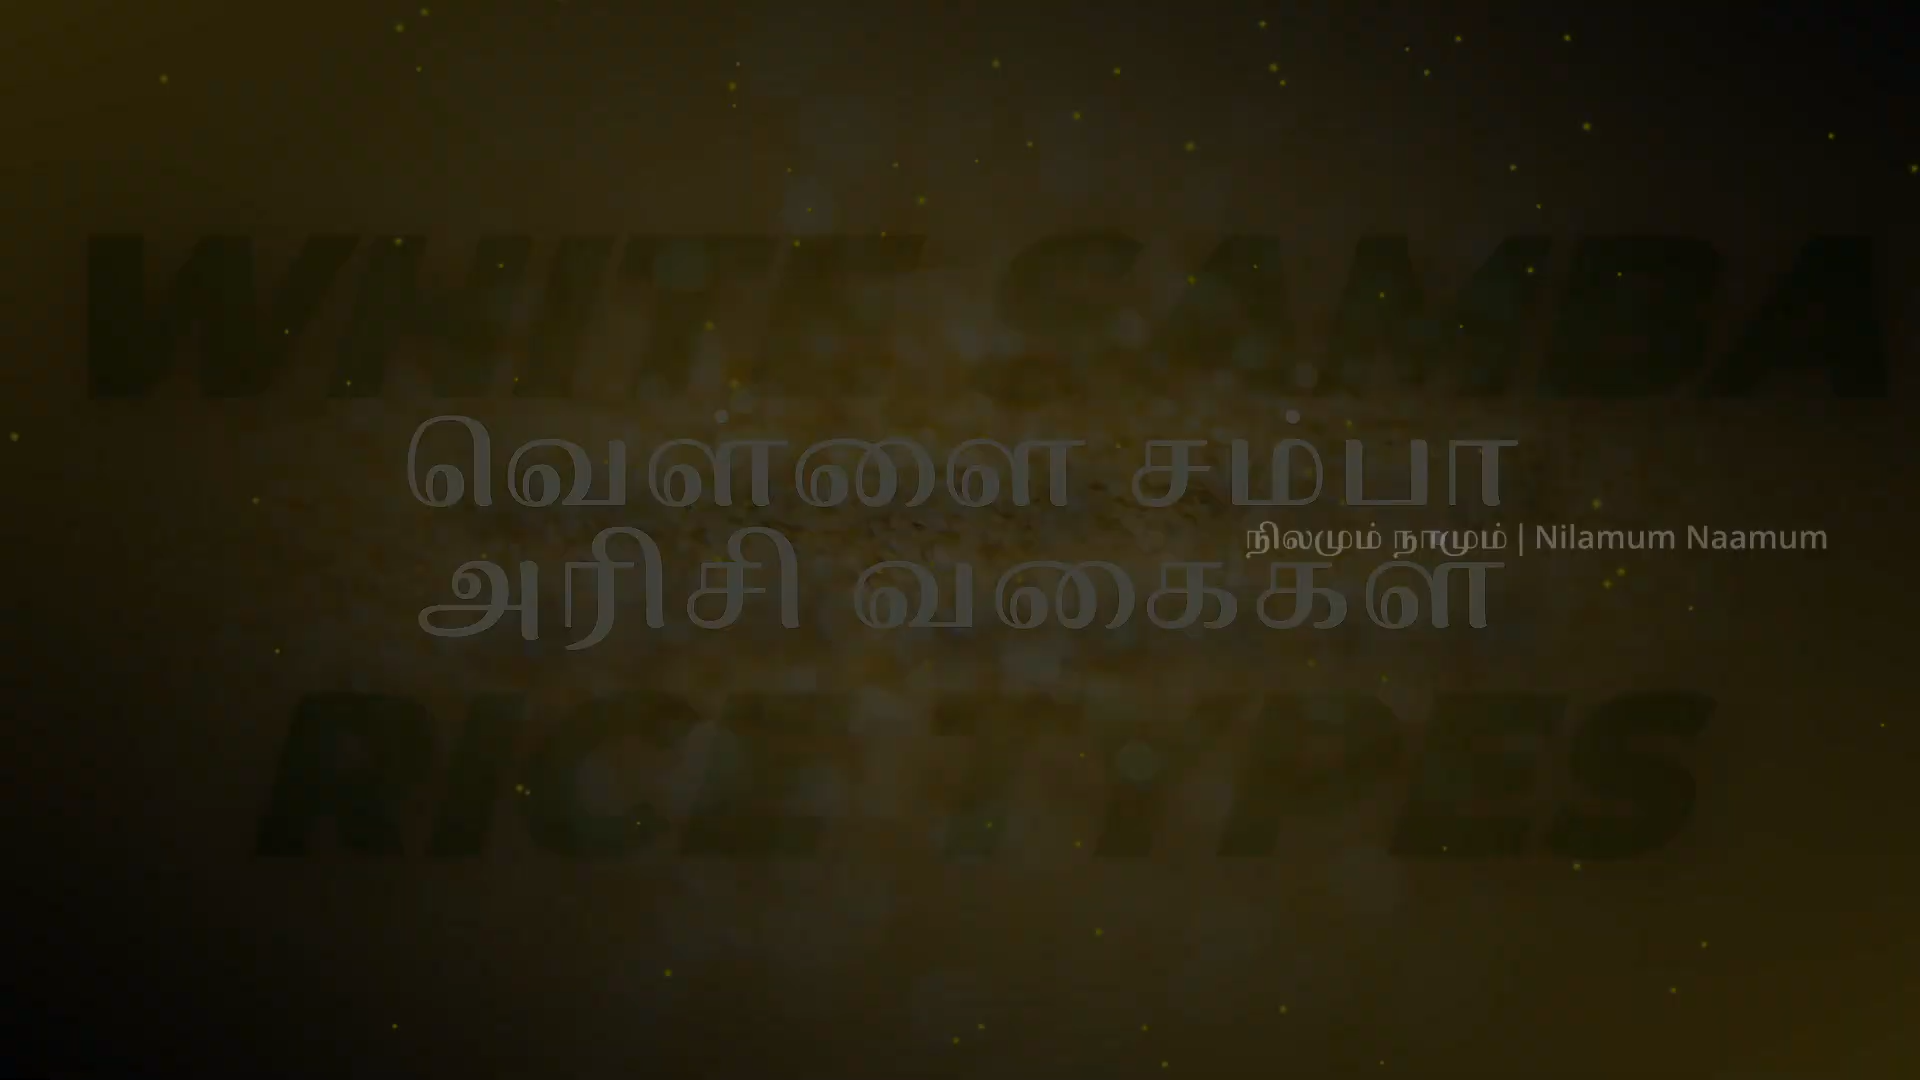 WHITE SAMBA
வெள்ளை சம்பா
நிலமும் நாமும் | Nilamum Naamum
அரிசி வகைகள்
RICE TYPES